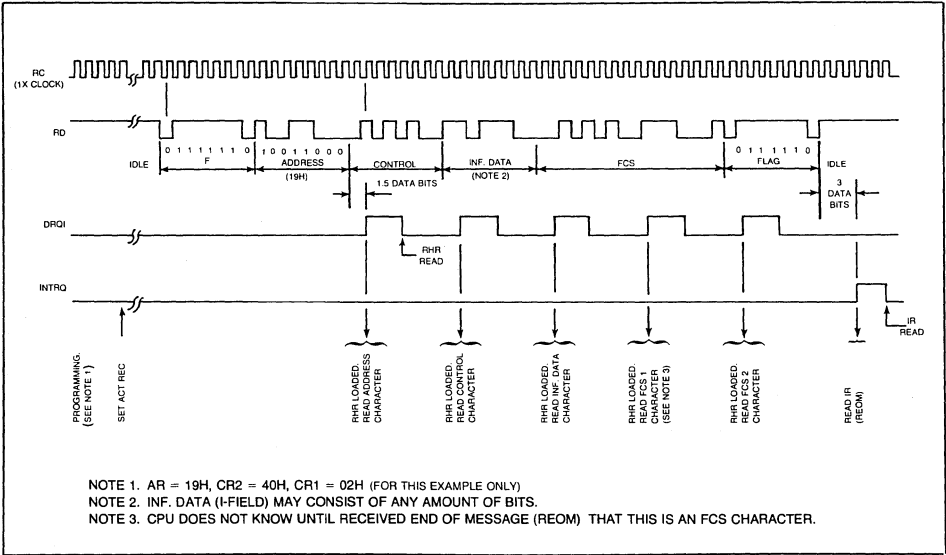 RC
(1X CLOCK)
RD
0 1 1 1 1 1 1 0 1 0 0 1 1 0 0 0
0 1 1 1 1 1 1 0
IDLE
F
ADDRESS
(19H)
CONTROL
INF. DATA
(NOTE 2)
FCS
FLAG
IDLE
1.5 DATA BITS
3
DATA
BITS
DRQI
RHR
READ
INTRQ
IR
READ
PROGRAMMING.
(SEE NOTE 1)
SET ACT REC
RHR LOADED.
READ ADDRESS
CHARACTER
RHR LOADED.
READ CONTROL
CHARACTER
RHR LOADED.
READ INF. DATA
CHARACTER
RHR LOADED.
READ FCS 1
CHARACTER
(SEE NOTE 3)
RHR LOADED.
READ FCS 2
CHARACTER
READ IR
(REOM)
NOTE 1. AR = 19H, CR2 = 40H, CR1 = 02H (FOR THIS EXAMPLE ONLY)
NOTE 2. INF. DATA (I-FIELD) MAY CONSIST OF ANY AMOUNT OF BITS.
NOTE 3. CPU DOES NOT KNOW UNTIL RECEIVED END OF MESSAGE (REOM) THAT THIS IS AN FCS CHARACTER.